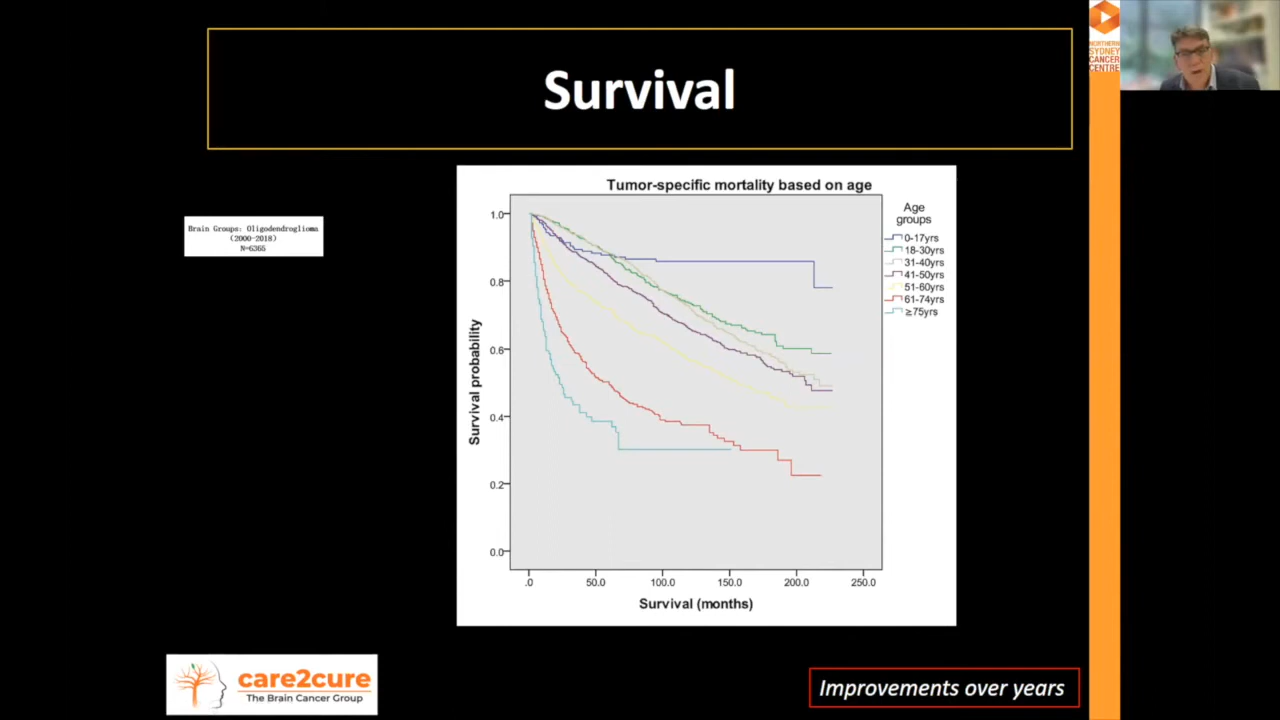 Survival
NORTHERN
SYDNEY
CANCER
CENTRE
Brain Groups: Oligodendroglioma
(2000-2018)
N=6365
Tumor-specific mortality based on age
Survival probability
1.0
0.8
0.6
0.4
0.2
0.0
.0 50.0 100.0 150.0 200.0 250.0
Survival (months)
Age
groups
0-17yrs
18-30yrs
31-40yrs
41-50yrs
51-60yrs
61-74yrs
≥75yrs
care2cure
The Brain Cancer Group
Improvements over years